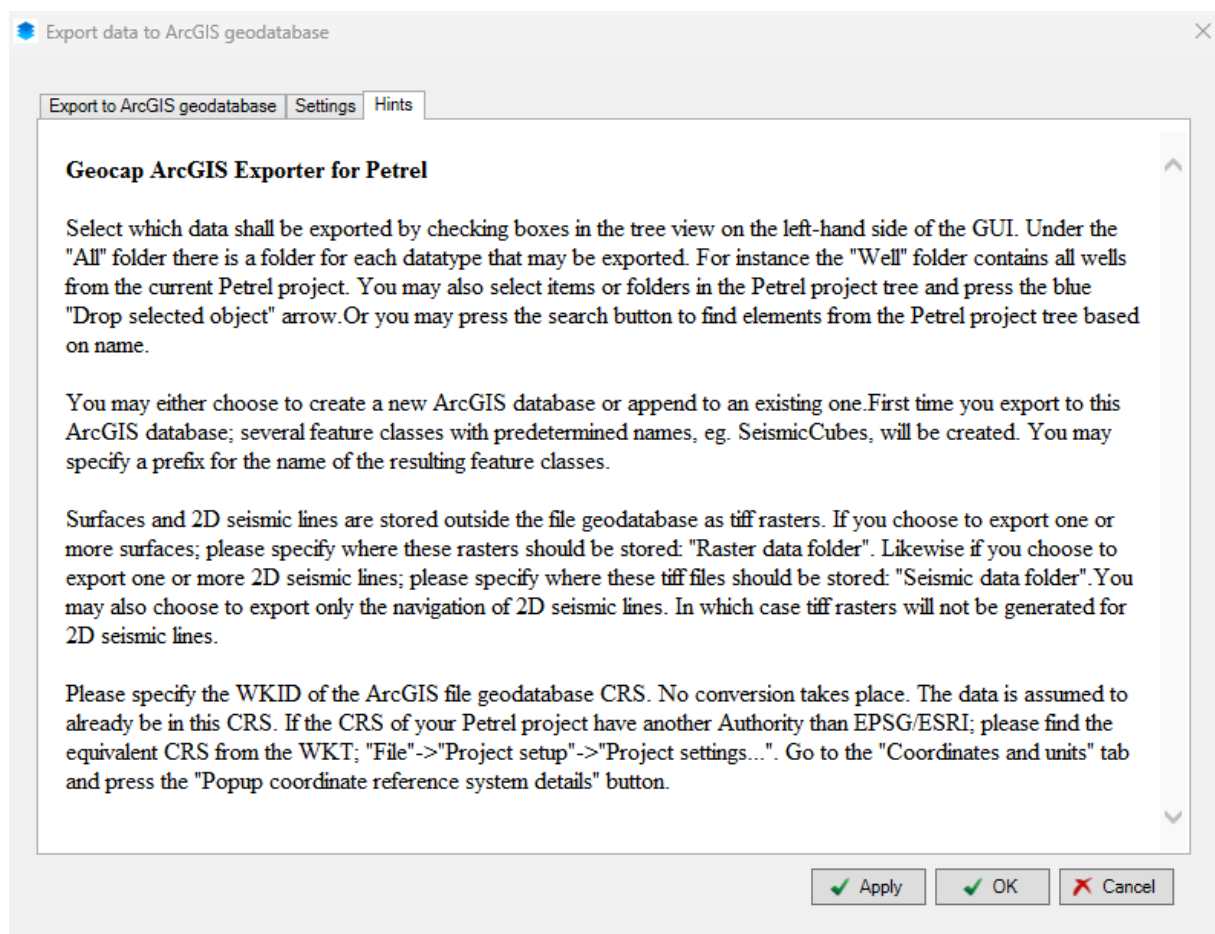 Export data to ArcGIS geodatabase
Export to ArcGIS geodatabase Settings Hints
Geocap ArcGIS Exporter for Petrel
Select which data shall be exported by checking boxes in the tree view on the left-hand side of the GUI. Under the
"All" folder there is a folder for each datatype that may be exported. For instance the "Well" folder contains all wells
from the current Petrel project. You may also select items or folders in the Petrel project tree and press the blue
"Drop selected object" arrow.Or you may press the search button to find elements from the Petrel project tree based
on name.
You may either choose to create a new ArcGIS database or append to an existing one.First time you export to this
ArcGIS database; several feature classes with predetermined names, eg. SeismicCubes, will be created. You may
specify a prefix for the name of the resulting feature classes.
Surfaces and 2D seismic lines are stored outside the file geodatabase as tiff rasters. If you choose to export one or
more surfaces; please specify where these rasters should be stored: "Raster data folder". Likewise if you choose to
export one or more 2D seismic lines; please specify where these tiff files should be stored: "Seismic data folder".You
may also choose to export only the navigation of 2D seismic lines. In which case tiff rasters will not be generated for
2D seismic lines.
Please specify the WKID of the ArcGIS file geodatabase CRS. No conversion takes place. The data is assumed to
already be in this CRS. If the CRS of your Petrel project have another Authority than EPSG/ESRI; please find the
equivalent CRS from the WKT; "File"->"Project setup"->"Project settings...". Go to the "Coordinates and units" tab
and press the "Popup coordinate reference system details" button.
Apply OK Cancel